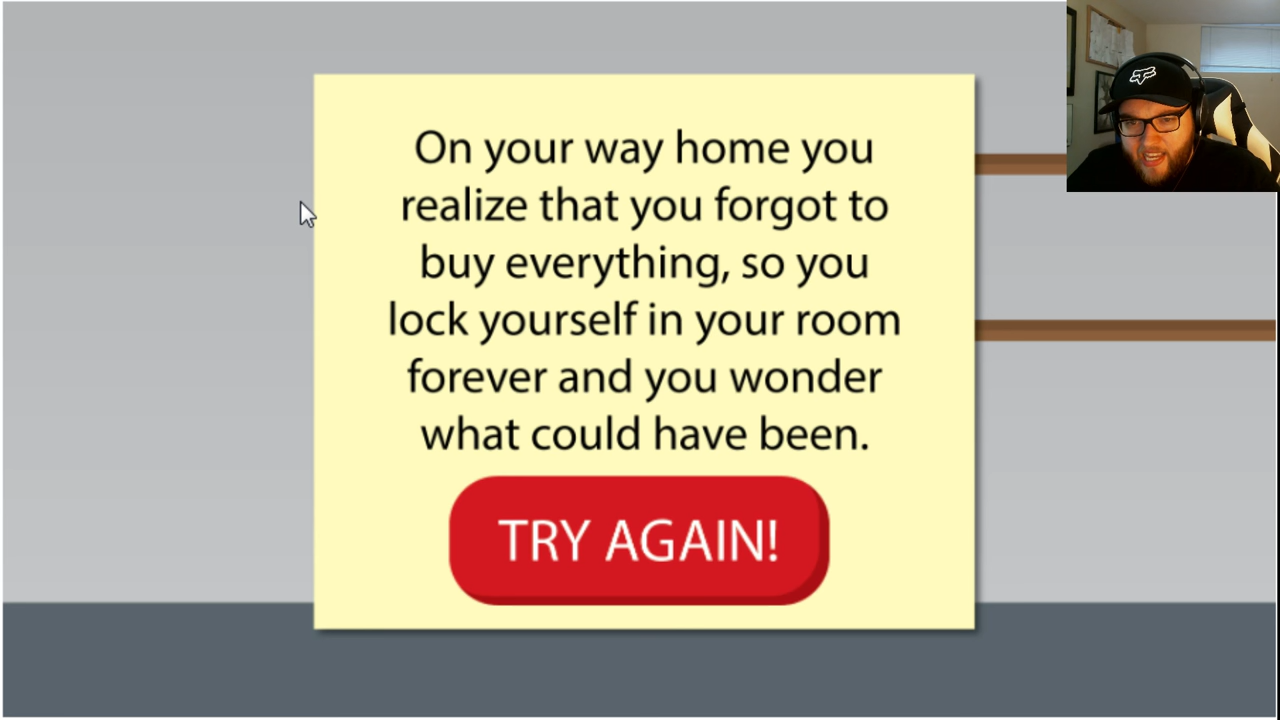 On your way home you
realize that you forgot to
buy everything, so you
lock yourself in your room
forever and you wonder
what could have been.
TRY AGAIN!